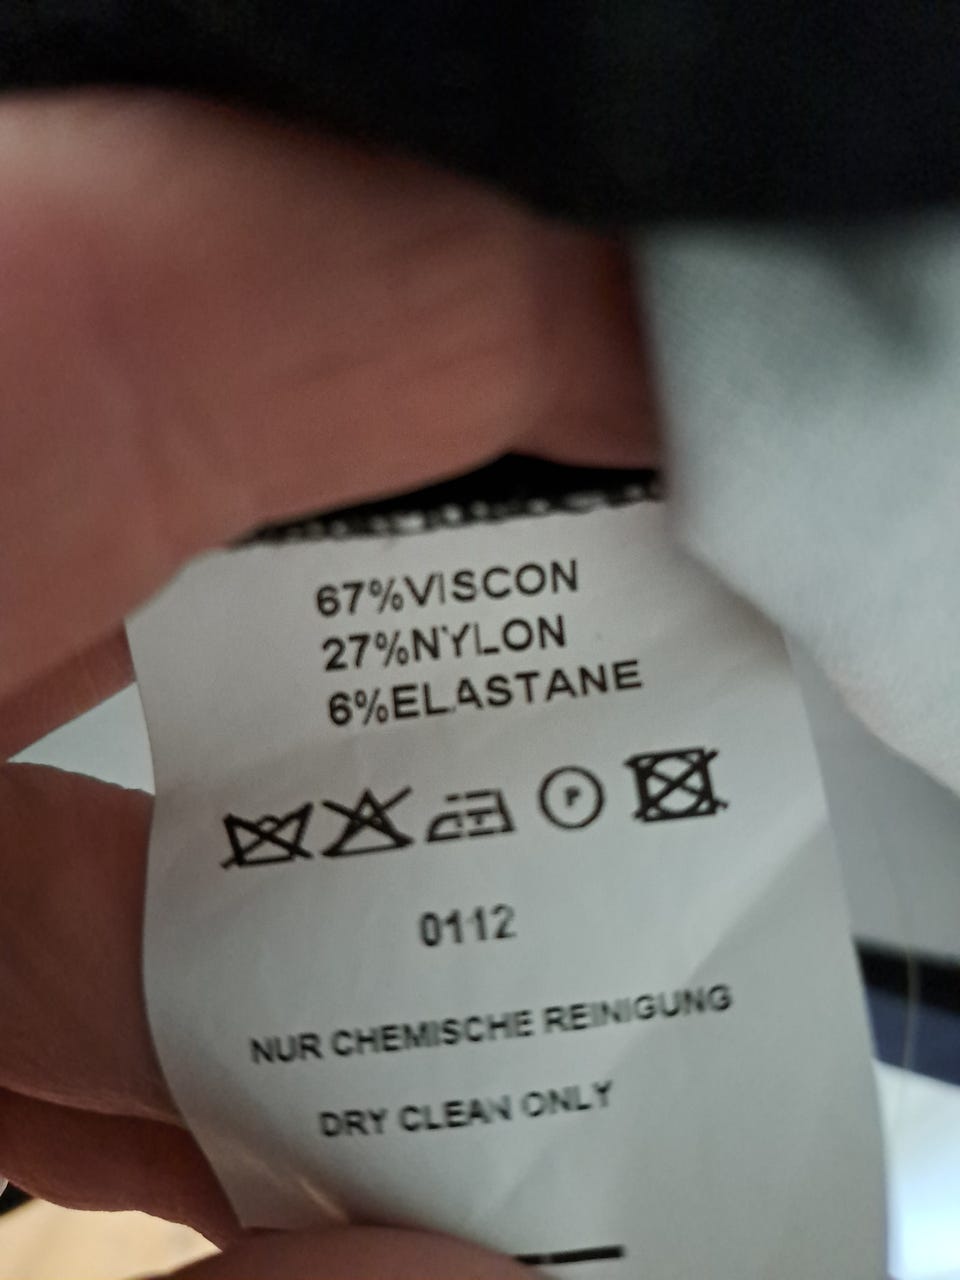 67%VISCON
27%NYLON
6%ELASTANE
P
0112
NUR CHEMISCHE REINIGUNG
DRY CLEAN ONLY